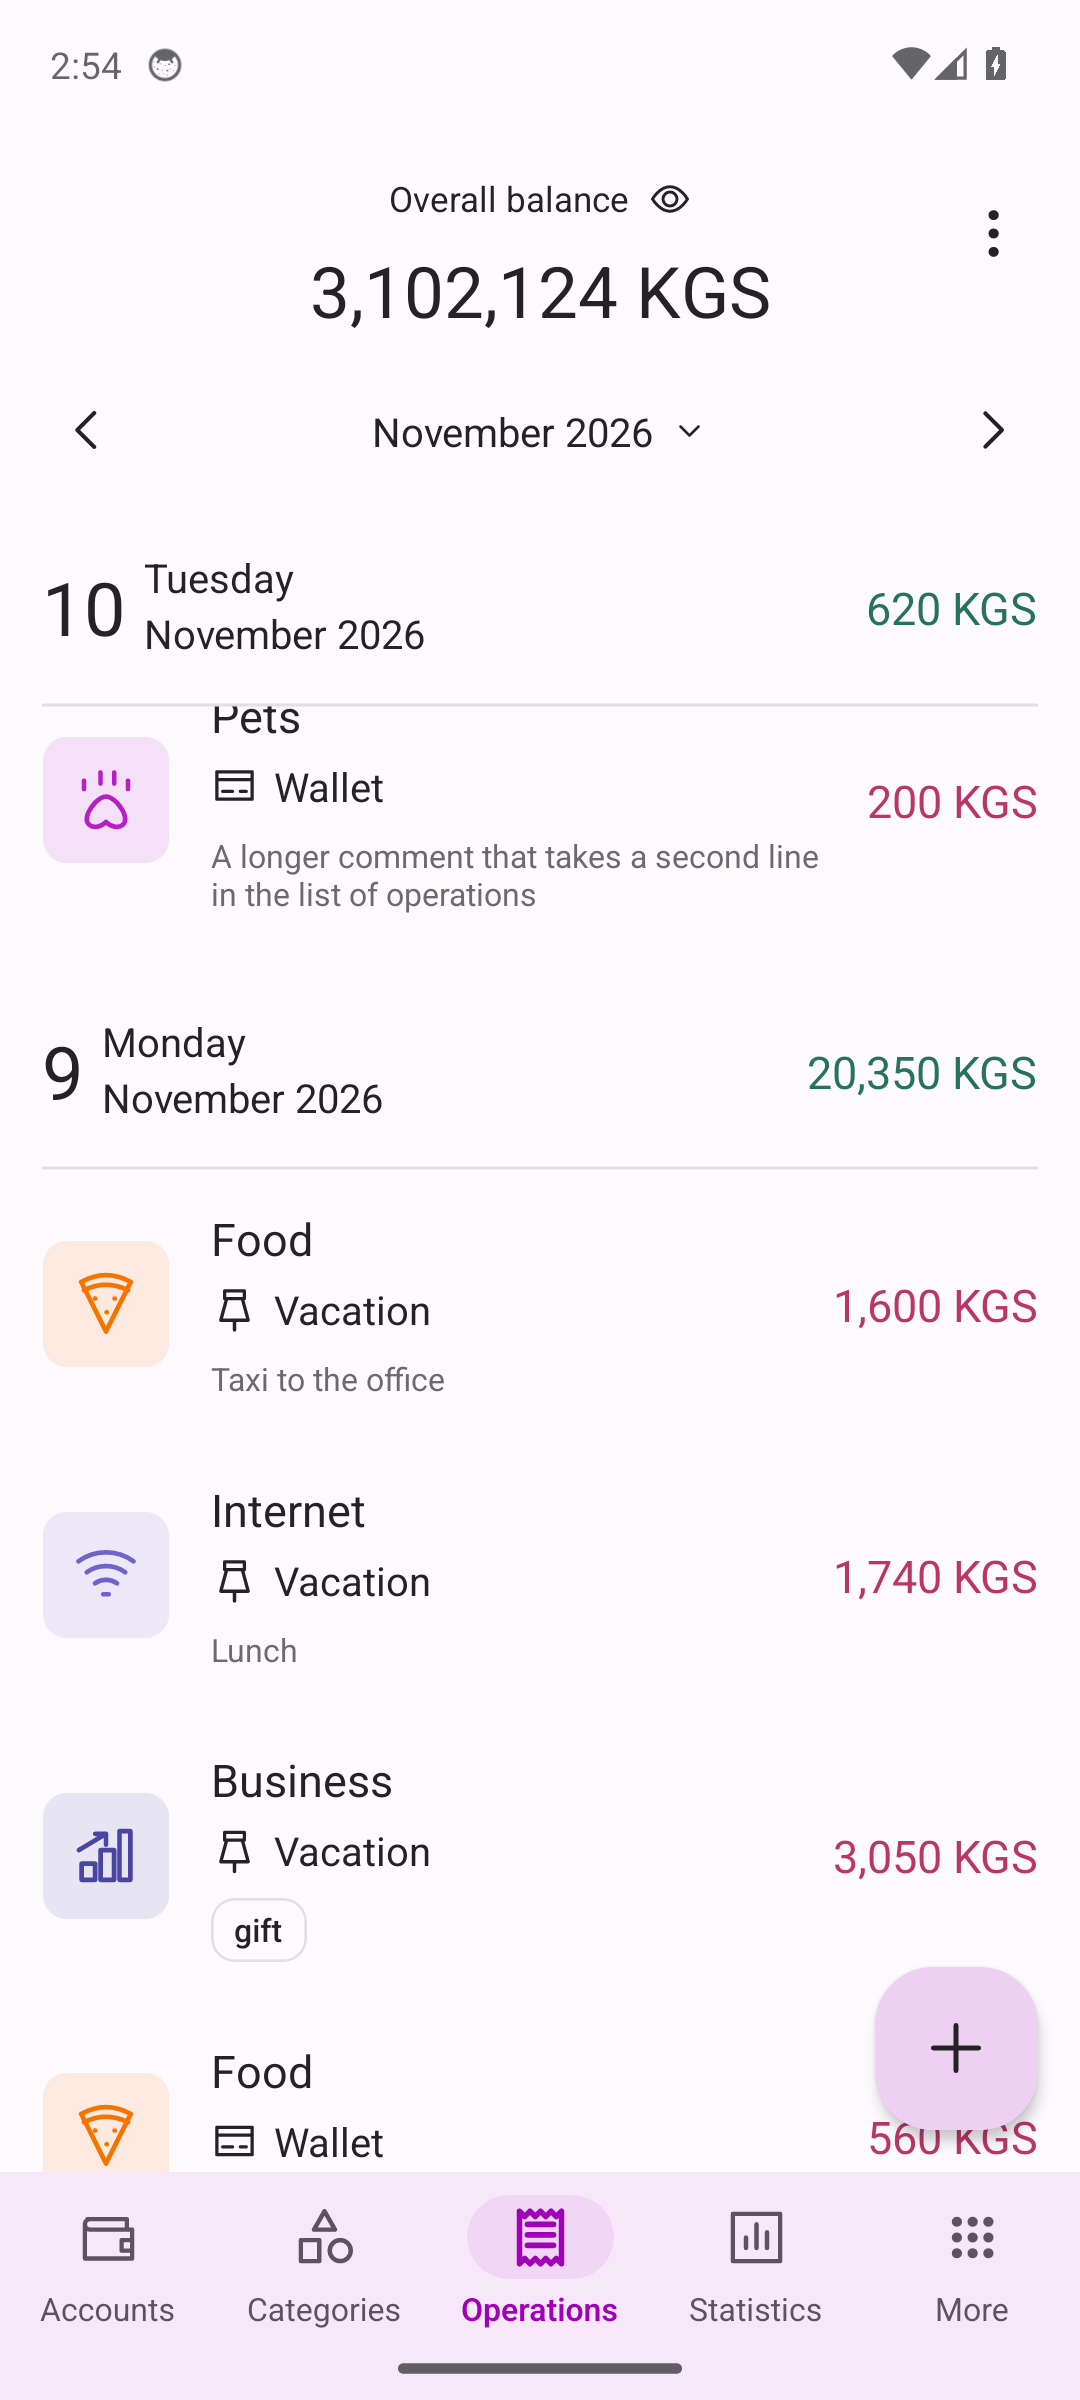 2:54
Overall balance
3,102,124 KGS
November 2026
10
Tuesday
November 2026
620 KGS
Pets
Wallet
200 KGS
A longer comment that takes a second line
in the list of operations
9
Monday
November 2026
20,350 KGS
Food
Vacation
1,600 KGS
Taxi to the office
Internet
Vacation
1,740 KGS
Lunch
Business
Vacation
3,050 KGS
gift
Food
Wallet
560 KGS
Accounts
Categories
Operations
Statistics
More